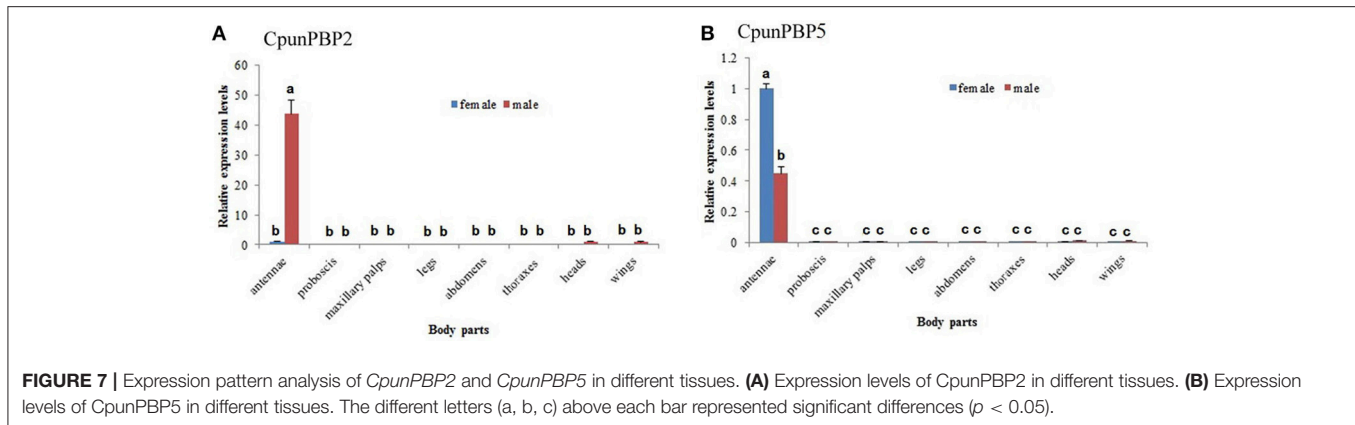 A CpunPBP2
60
50
40
30
20
10
0
Relative expression levels
female male
a
b
b b
b b
b b
b b
b b
b b
b b
antennae
proboscis
maxillary palps
legs
abdomens
thoraxes
heads
wings
Body parts
B CpunPBP5
1.2
1
0.8
0.6
0.4
0.2
0
Relative expression levels
female male
a
b
c c
c c
c c
c c
c c
c c
c c
antennae
proboscis
maxillary palps
legs
abdomens
thoraxes
heads
wings
Body parts
FIGURE 7 | Expression pattern analysis of CpunPBP2 and CpunPBP5 in different tissues. (A) Expression levels of CpunPBP2 in different tissues. (B) Expression
levels of CpunPBP5 in different tissues. The different letters (a, b, c) above each bar represented significant differences (p < 0.05).